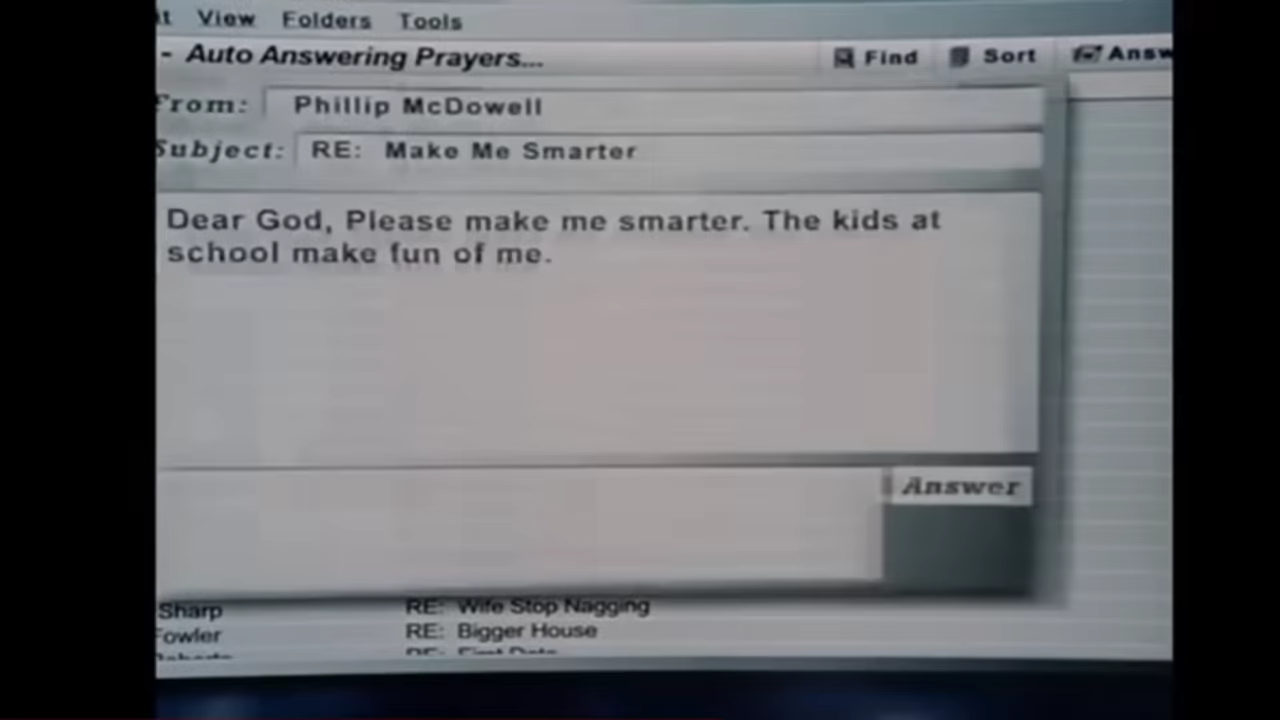 View Folders Tools
- Auto Answering Prayers... Find Sort
From: Phillip McDowell
Subject: RE: Make Me Smarter
Dear God, Please make me smarter. The kids at
school make fun of me.
Answer
Sharp RE: Wife Stop Nagging
Fowler RE: Bigger House